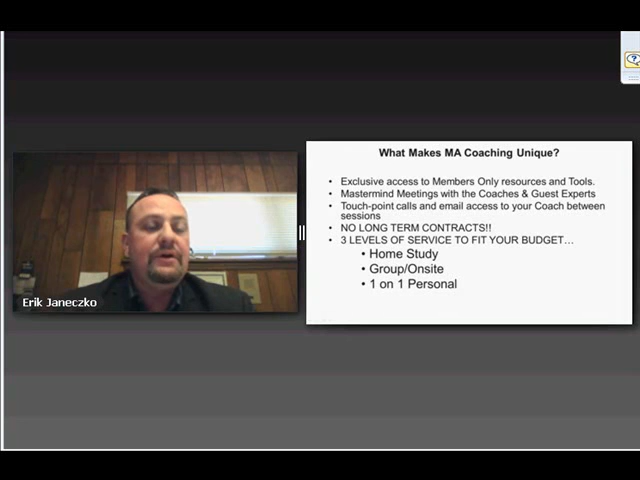 What Makes MA Coaching Unique?
• Exclusive access to Members Only resources and Tools.
• Mastermind Meetings with the Coaches & Guest Experts
• Touch-point calls and email access to your Coach between
sessions
• NO LONG TERM CONTRACTS!!
• 3 LEVELS OF SERVICE TO FIT YOUR BUDGET…
• Home Study
• Group/Onsite
• 1 on 1 Personal
Erik Janeczko